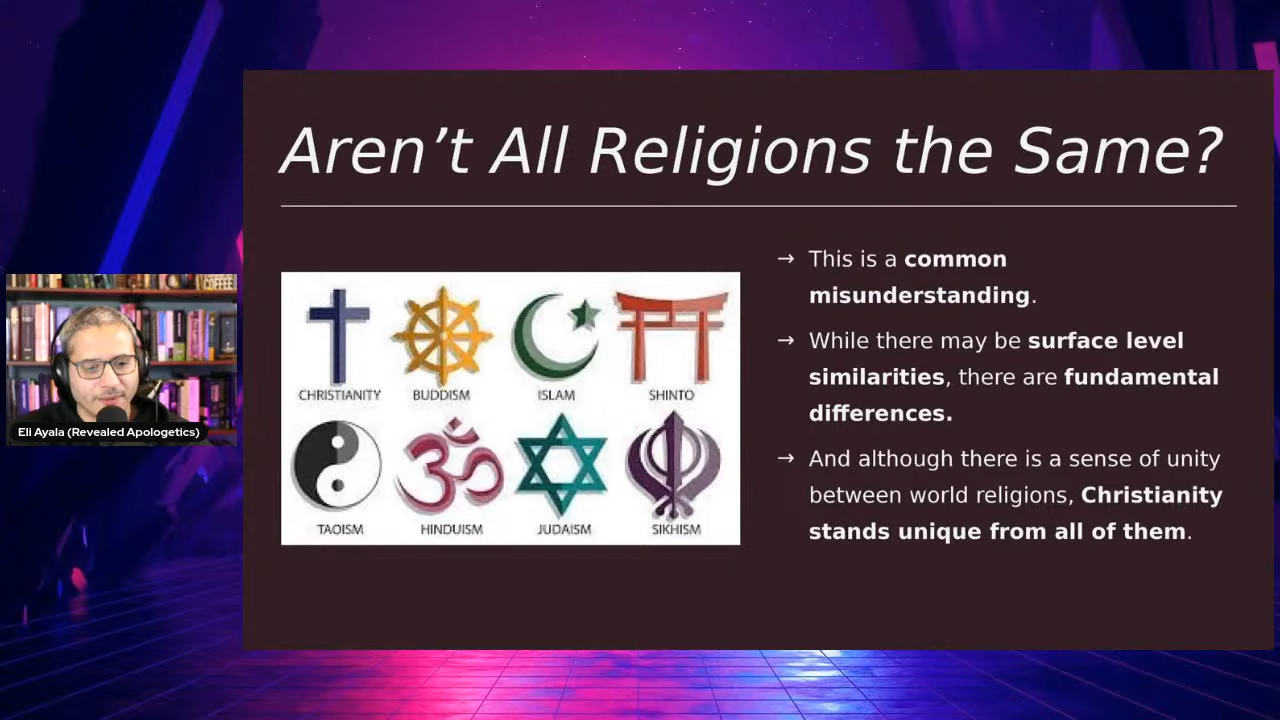 Aren’t All Religions the Same?
COFFEE
Eli Ayala (Revealed Apologetics)
CHRISTIANITY BUDDISM ISLAM SHINTO
TAOISM HINDUISM JUDAISM SIKHISM
→ This is a common
misunderstanding.
→ While there may be surface level
similarities, there are fundamental
differences.
→ And although there is a sense of unity
between world religions, Christianity
stands unique from all of them.